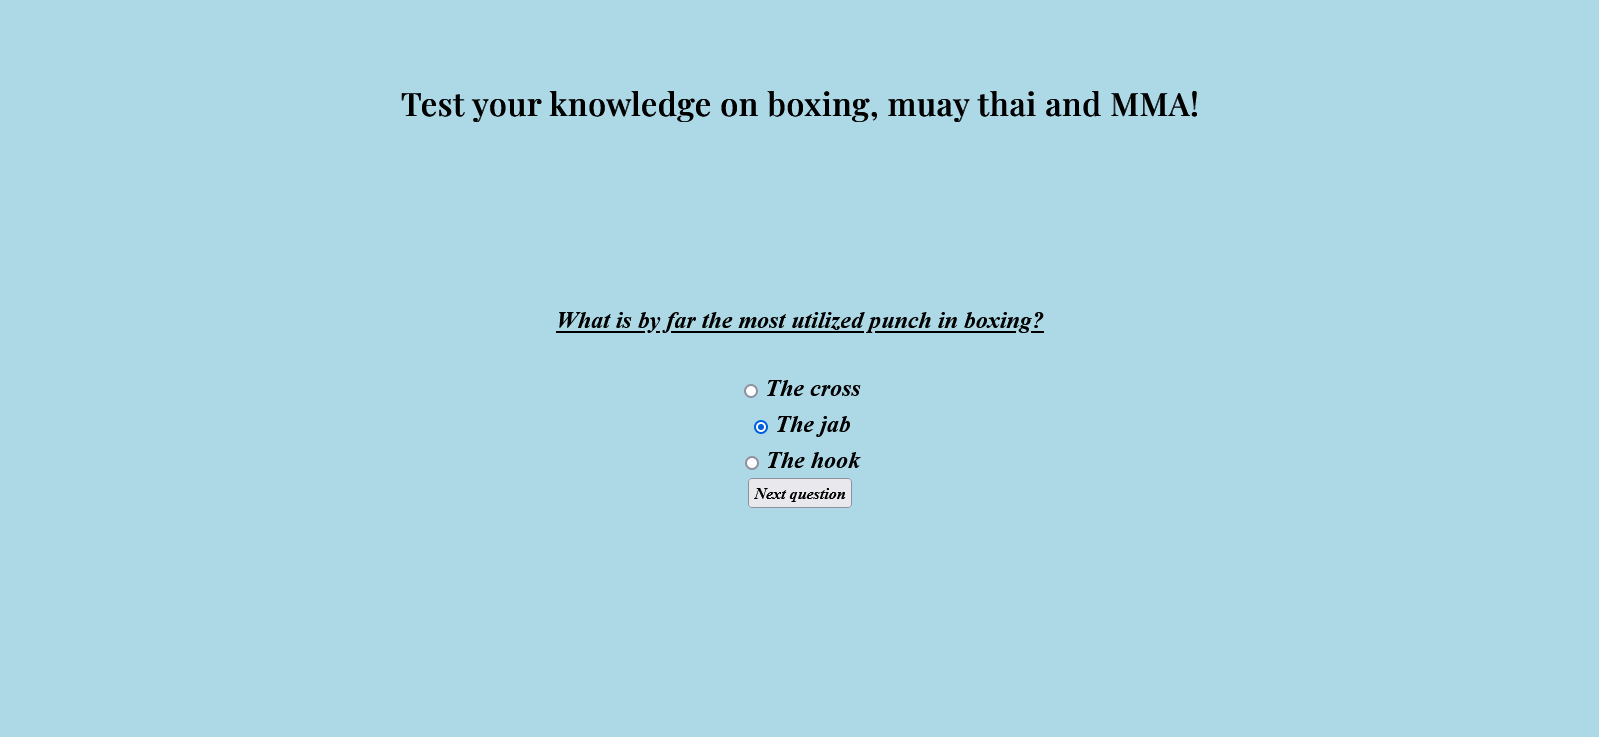 Test your knowledge on boxing, muay thai and MMA!
What is by far the most utilized punch in boxing?
The cross
The jab
The hook
Next question